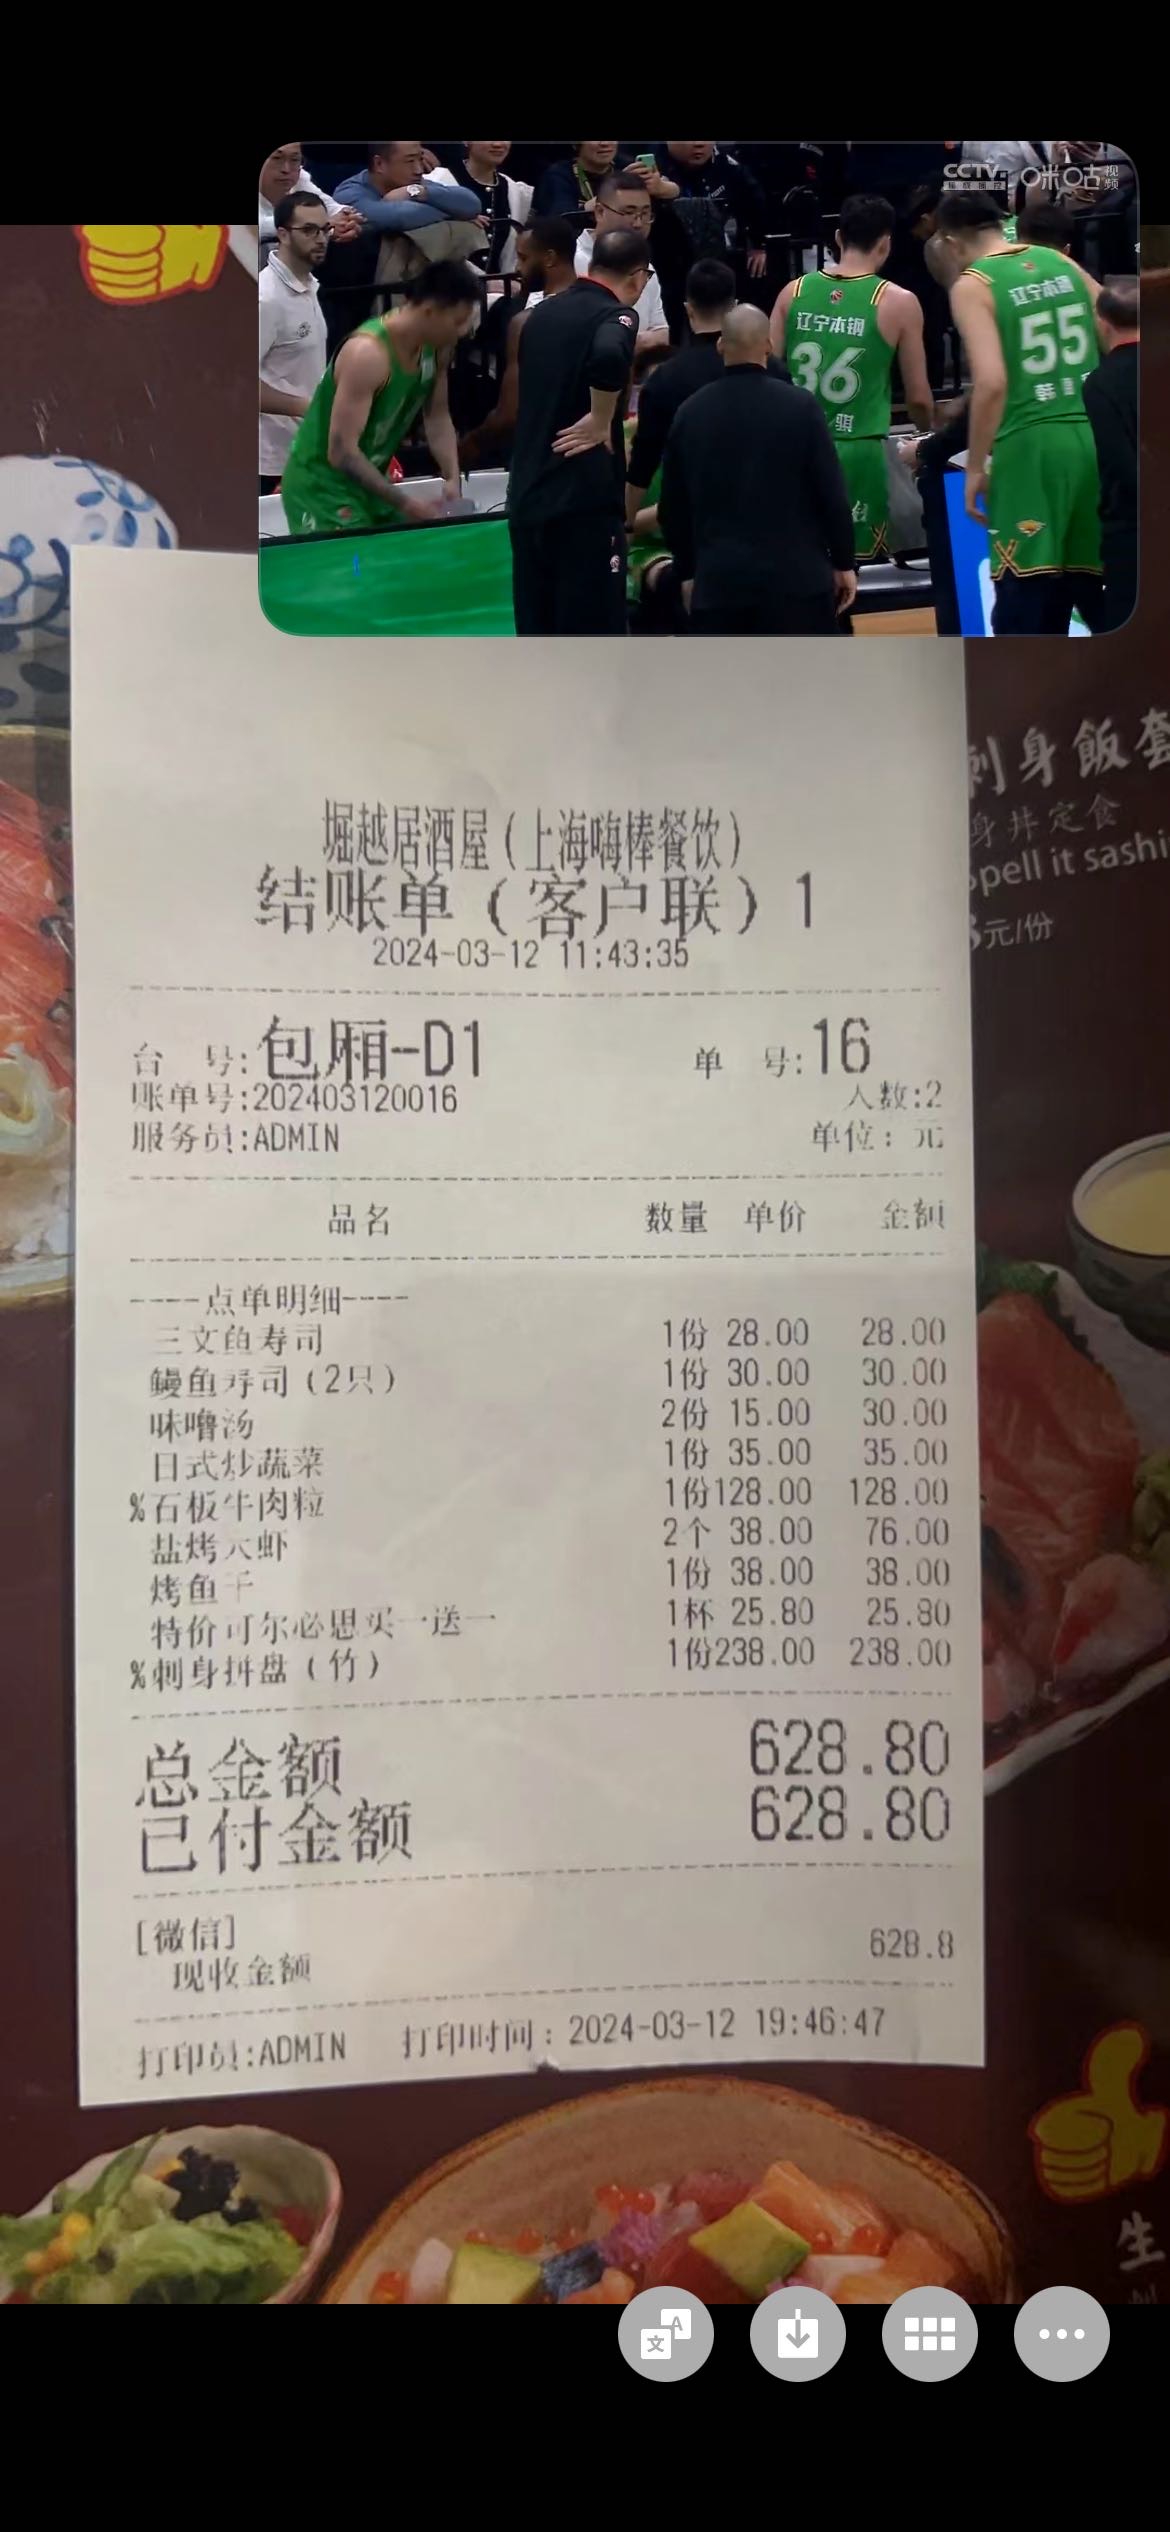 CCTV 咪咕视频
辽宁本钢
36
骐
辽宁本钢
55
韩
刺身飯套
身丼定食
Spell it sashi
元/份
堀越居酒屋(上海嗨棒餐饮)
结账单(客户联)1
2024-03-12 11:43:35
台 号:包厢-D1 单 号:16
账单号:202403120016 人数:2
服务员:ADMIN 单位: 元
品名 数量 单价 金额
----点单明细----
三文鱼寿司 1份 28.00 28.00
鳗鱼寿司(2只) 1份 30.00 30.00
味噜汤 2份 15.00 30.00
日式炒蔬菜 1份 35.00 35.00
%石板牛肉粒 1份128.00 128.00
盐烤大虾 2个 38.00 76.00
烤鱼干 1份 38.00 38.00
特价可尔必思买一送一 1杯 25.80 25.80
%刺身拼盘(竹) 1份238.00 238.00
总金额 628.80
已付金额 628.80
[微信]
现收金额 628.8
打印员:ADMIN 打印时间:2024-03-12 19:46:47
生
文 A